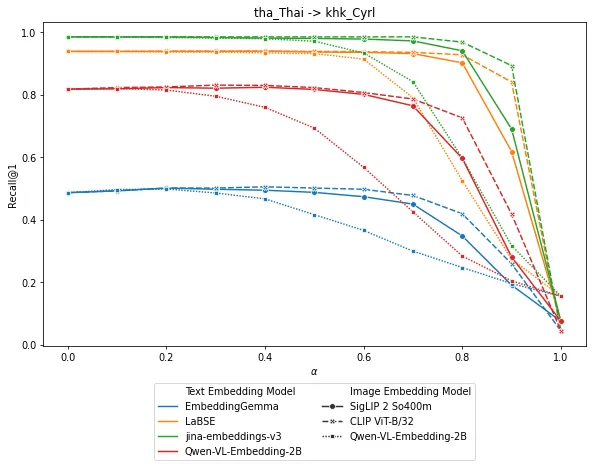 tha_Thai -> khk_Cyrl
Recall@1
1.0
0.8
0.6
0.4
0.2
0.0
0.0 0.2 0.4 0.6 0.8 1.0
α
Text Embedding Model
EmbeddingGemma
LaBSE
jina-embeddings-v3
Qwen-VL-Embedding-2B
Image Embedding Model
SigLIP 2 So400m
CLIP ViT-B/32
Qwen-VL-Embedding-2B